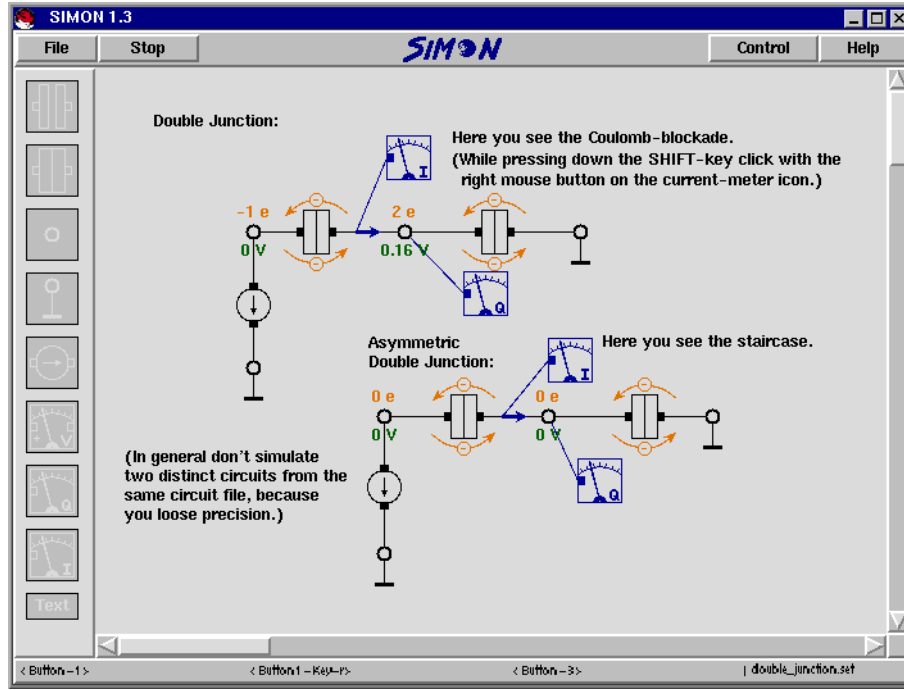 SIMON 1.3
File Stop SIMON Control Help
Double Junction:
Here you see the Coulomb-blockade.
(While pressing down the SHIFT-key click with the
right mouse button on the current-meter icon.)
I
-1 e 2 e
0 V 0.16 V
Q
Asymmetric
Double Junction:
Here you see the staircase.
I
0 e 0 e
0 V 0 V
Q
(In general don't simulate
two distinct circuits from the
same circuit file, because
you loose precision.)
V
Q
I
Text
<Button-1> <Button1-Key-r> <Button-3> double_junction.set